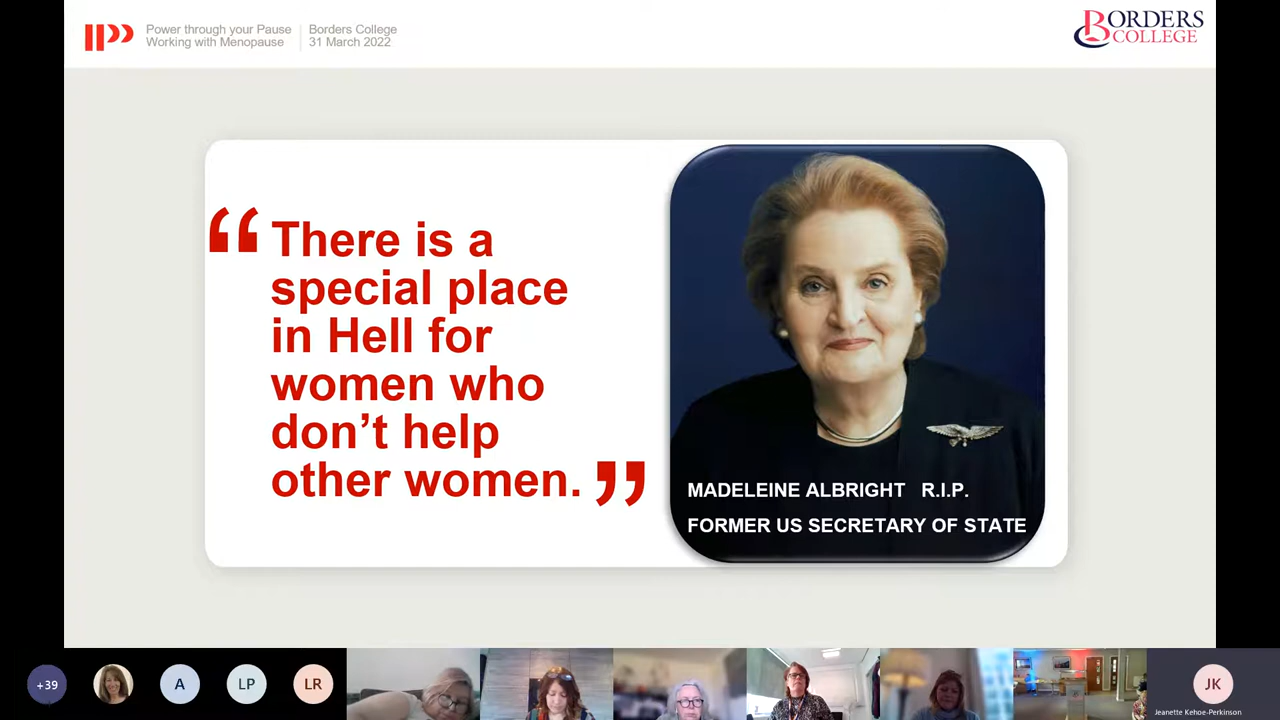 Power through your Pause
Working with Menopause
Borders College
31 March 2022
BORDERS
COLLEGE
“There is a
special place
in Hell for
women who
don’t help
other women.”
MADELEINE ALBRIGHT R.I.P.
FORMER US SECRETARY OF STATE
+39
A
LP
LR
JK
Jeanette Kehoe-Perkinson